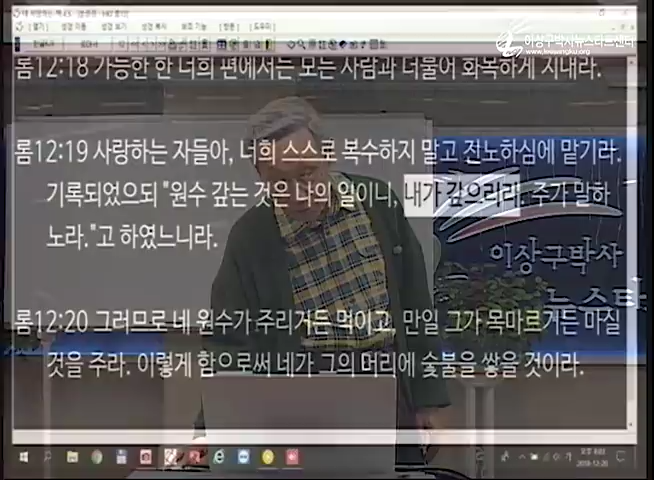 이상구박사뉴스타트센터
www.leesangku.org
롬12:18 가능한 한 너희 편에서는 모든 사람과 더불어 화목하게 지내라.
롬12:19 사랑하는 자들아, 너희 스스로 복수하지 말고 진노하심에 맡기라.
기록되었으되 "원수 갚는 것은 나의 일이니, 내가 갚으리라. 주가 말하
노라."고 하였느니라.
이상구박사
뉴스타
롬12:20 그러므로 네 원수가 주리거든 먹이고, 만일 그가 목마르거든 마실
것을 주라. 이렇게 함으로써 네가 그의 머리에 숯불을 쌓을 것이라.